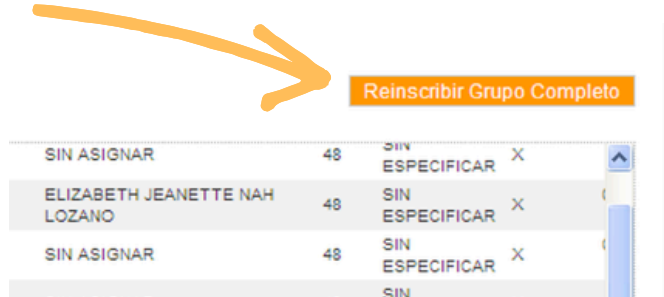 Reinscribir Grupo Completo
SIN ASIGNAR 48 SIN ESPECIFICAR X
ELIZABETH JEANETTE NAH LOZANO 48 SIN ESPECIFICAR X
SIN ASIGNAR 48 SIN ESPECIFICAR X
SIN